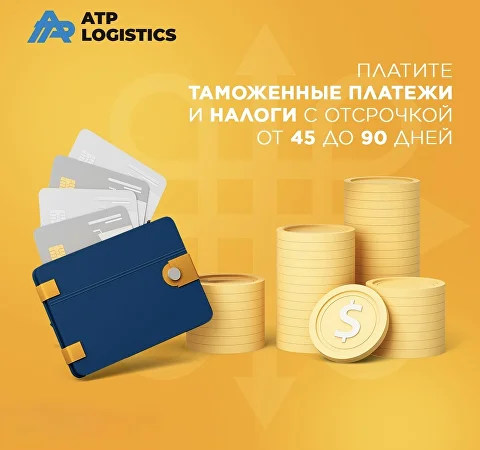 ATP
LOGISTICS
ПЛАТИТЕ
ТАМОЖЕННЫЕ ПЛАТЕЖИ
И НАЛОГИ С ОТСРОЧКОЙ
ОТ 45 ДО 90 ДНЕЙ
$